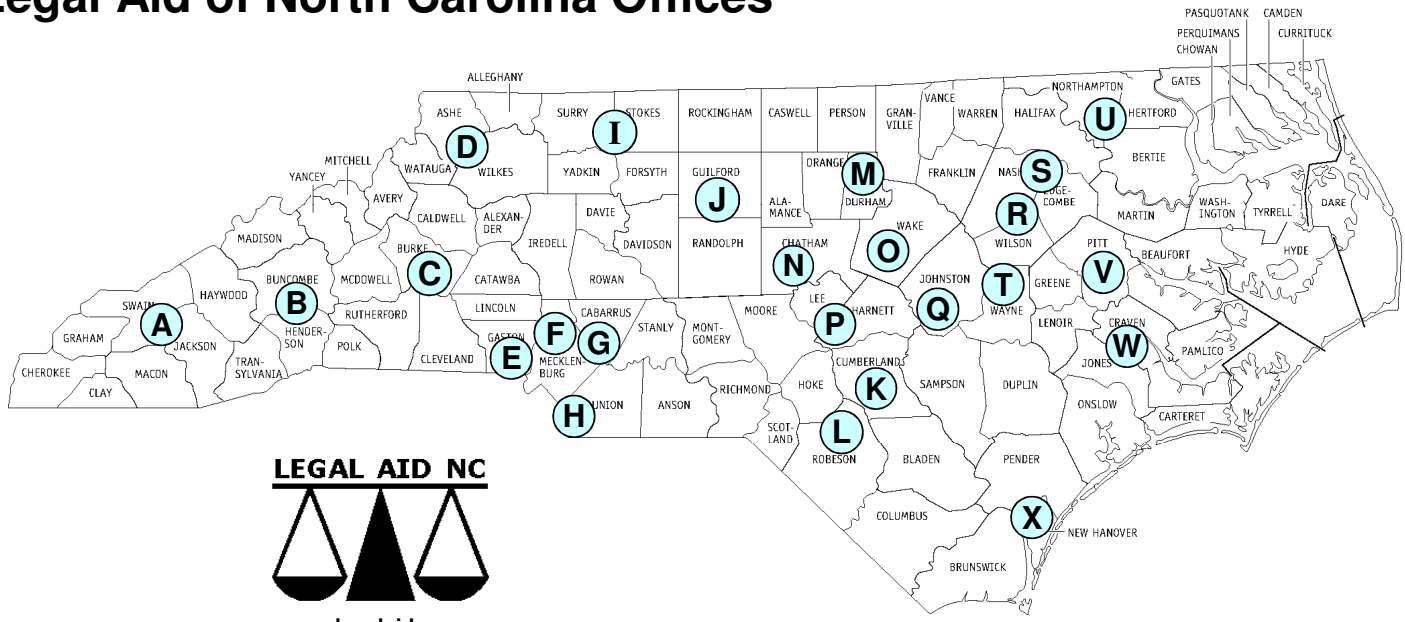 Legal Aid of North Carolina Offices
PASQUOTANK
CAMDEN
PERQUIMANS
CURRITUCK
CHOWAN
ALLEGHANY
GATES
NORTHAMPTON
VANCE
ASHE
SURRY
STOKES
ROCKINGHAM
CASWELL
PERSON
GRAN-
VILLE
WARREN
HALIFAX
HERTFORD
U
I
D
MITCHELL
WATAUGA
WILKES
YADKIN
FORSYTH
GUILFORD
ORANGE
M
DURHAM
FRANKLIN
NASH
S
EDGE-
COMBE
BERTIE
YANCEY
AVERY
CALDWELL
ALEXAN-
DER
DAVIE
J
ALA-
MANCE
R
MARTIN
WASH-
INGTON
TYRRELL
DARE
MADISON
BURKE
IREDELL
DAVIDSON
RANDOLPH
CHATHAM
WAKE
O
WILSON
PITT
BEAUFORT
HYDE
BUNCOMBE
B
MCDOWELL
C
CATAWBA
ROWAN
N
JOHNSTON
T
WAYNE
GREENE
V
HAYWOOD
SWAIN
A
RUTHERFORD
LINCOLN
CABARRUS
STANLY
MONT-
GOMERY
MOORE
LEE
P
HARNETT
Q
LENOIR
CRAVEN
W
PAMLICO
GRAHAM
JACKSON
HENDER-
SON
POLK
CLEVELAND
GASTON
E
F
G
MECKLEN-
BURG
CUMBERLAND
K
SAMPSON
DUPLIN
JONES
CHEROKEE
MACON
TRAN-
SYLVANIA
CLAY
H
UNION
ANSON
RICHMOND
HOKE
ONSLOW
CARTERET
SCOT-
LAND
L
ROBESON
BLADEN
PENDER
COLUMBUS
X
NEW HANOVER
BRUNSWICK
LEGAL AID NC